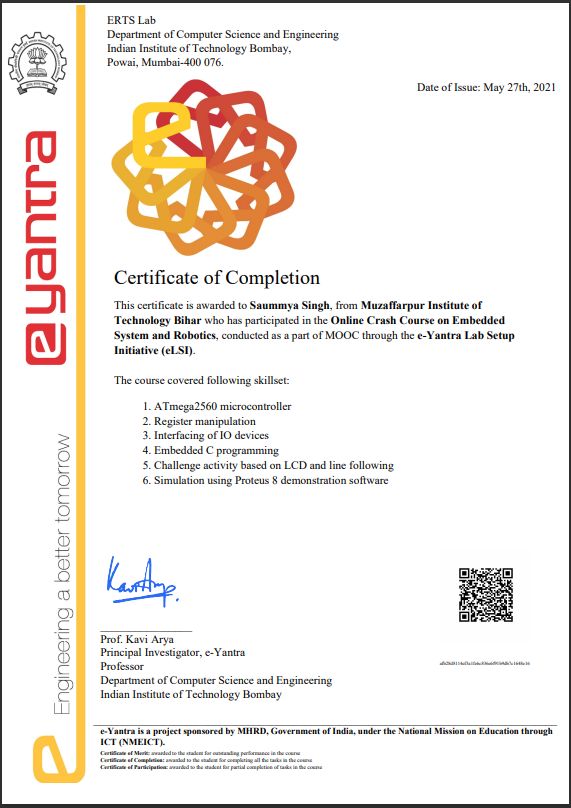 ERTS Lab
Department of Computer Science and Engineering
Indian Institute of Technology Bombay,
Powai, Mumbai-400 076.
Date of Issue: May 27th, 2021
eyantra
Engineering a better tomorrow
Certificate of Completion
This certificate is awarded to Saummya Singh, from Muzaffarpur Institute of
Technology Bihar who has participated in the Online Crash Course on Embedded
System and Robotics, conducted as a part of MOOC through the e-Yantra Lab Setup
Initiative (eLSI).
The course covered following skillset:
1. ATmega2560 microcontroller
2. Register manipulation
3. Interfacing of IO devices
4. Embedded C programming
5. Challenge activity based on LCD and line following
6. Simulation using Proteus 8 demonstration software
Kavi Arya
Prof. Kavi Arya
Principal Investigator, e-Yantra
Professor
Department of Computer Science and Engineering
Indian Institute of Technology Bombay
e-Yantra is a project sponsored by MHRD, Government of India, under the National Mission on Education through
ICT (NMEICT).
Certificate of Merit: awarded to the student for outstanding performance in the course
Certificate of Completion: awarded to the student for completing all the tasks in the course
Certificate of Participation: awarded to the student for partial completion of tasks in the course